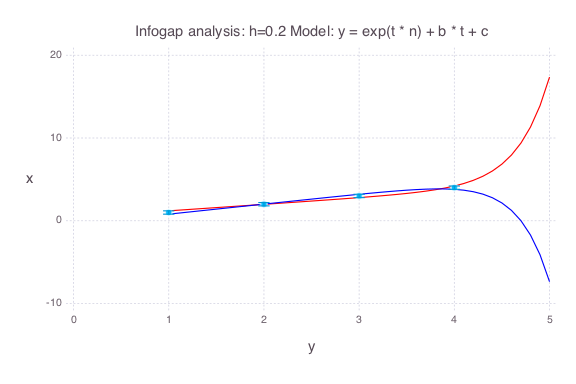 Infogap analysis: h=0.2 Model: y = exp(t * n) + b * t + c
20
10
x
0
-10
0 1 2 3 4 5
y